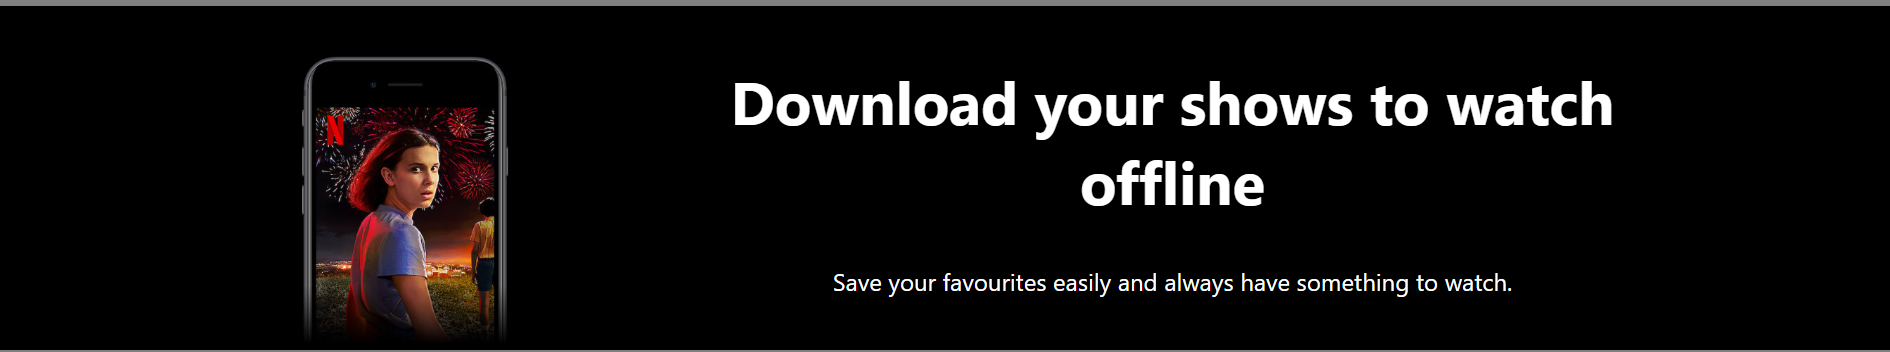 N
Download your shows to watch
offline
Save your favourites easily and always have something to watch.